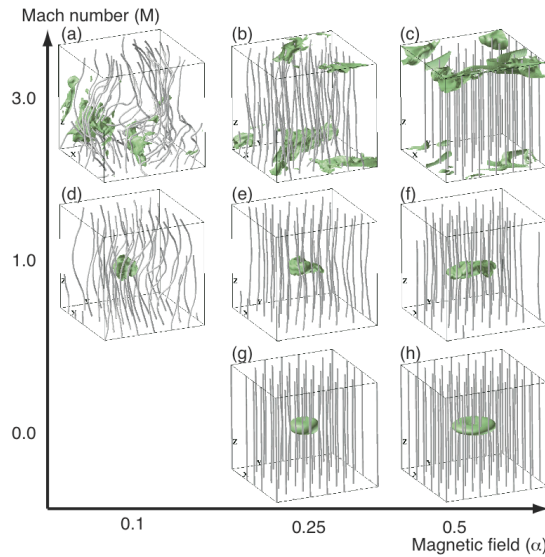 Mach number (M)
(a) (b) (c)
3.0
z x z x Y z x Y
(d) (e) (f)
1.0
z x Y z x Y z x Y
(g) (h)
0.0
z x Y z x Y
0.1 0.25 0.5
Magnetic field (α)